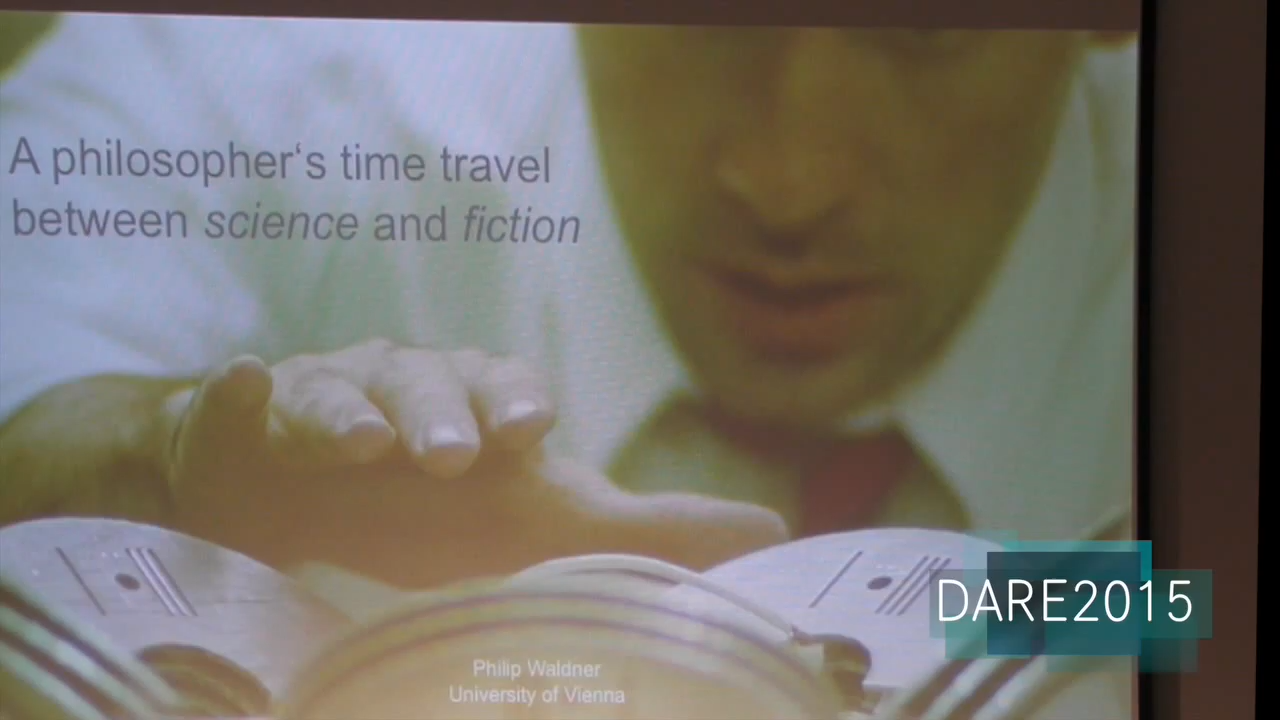 A philosopher‘s time travel
between science and fiction
DARE2015
Philip Waldner
University of Vienna